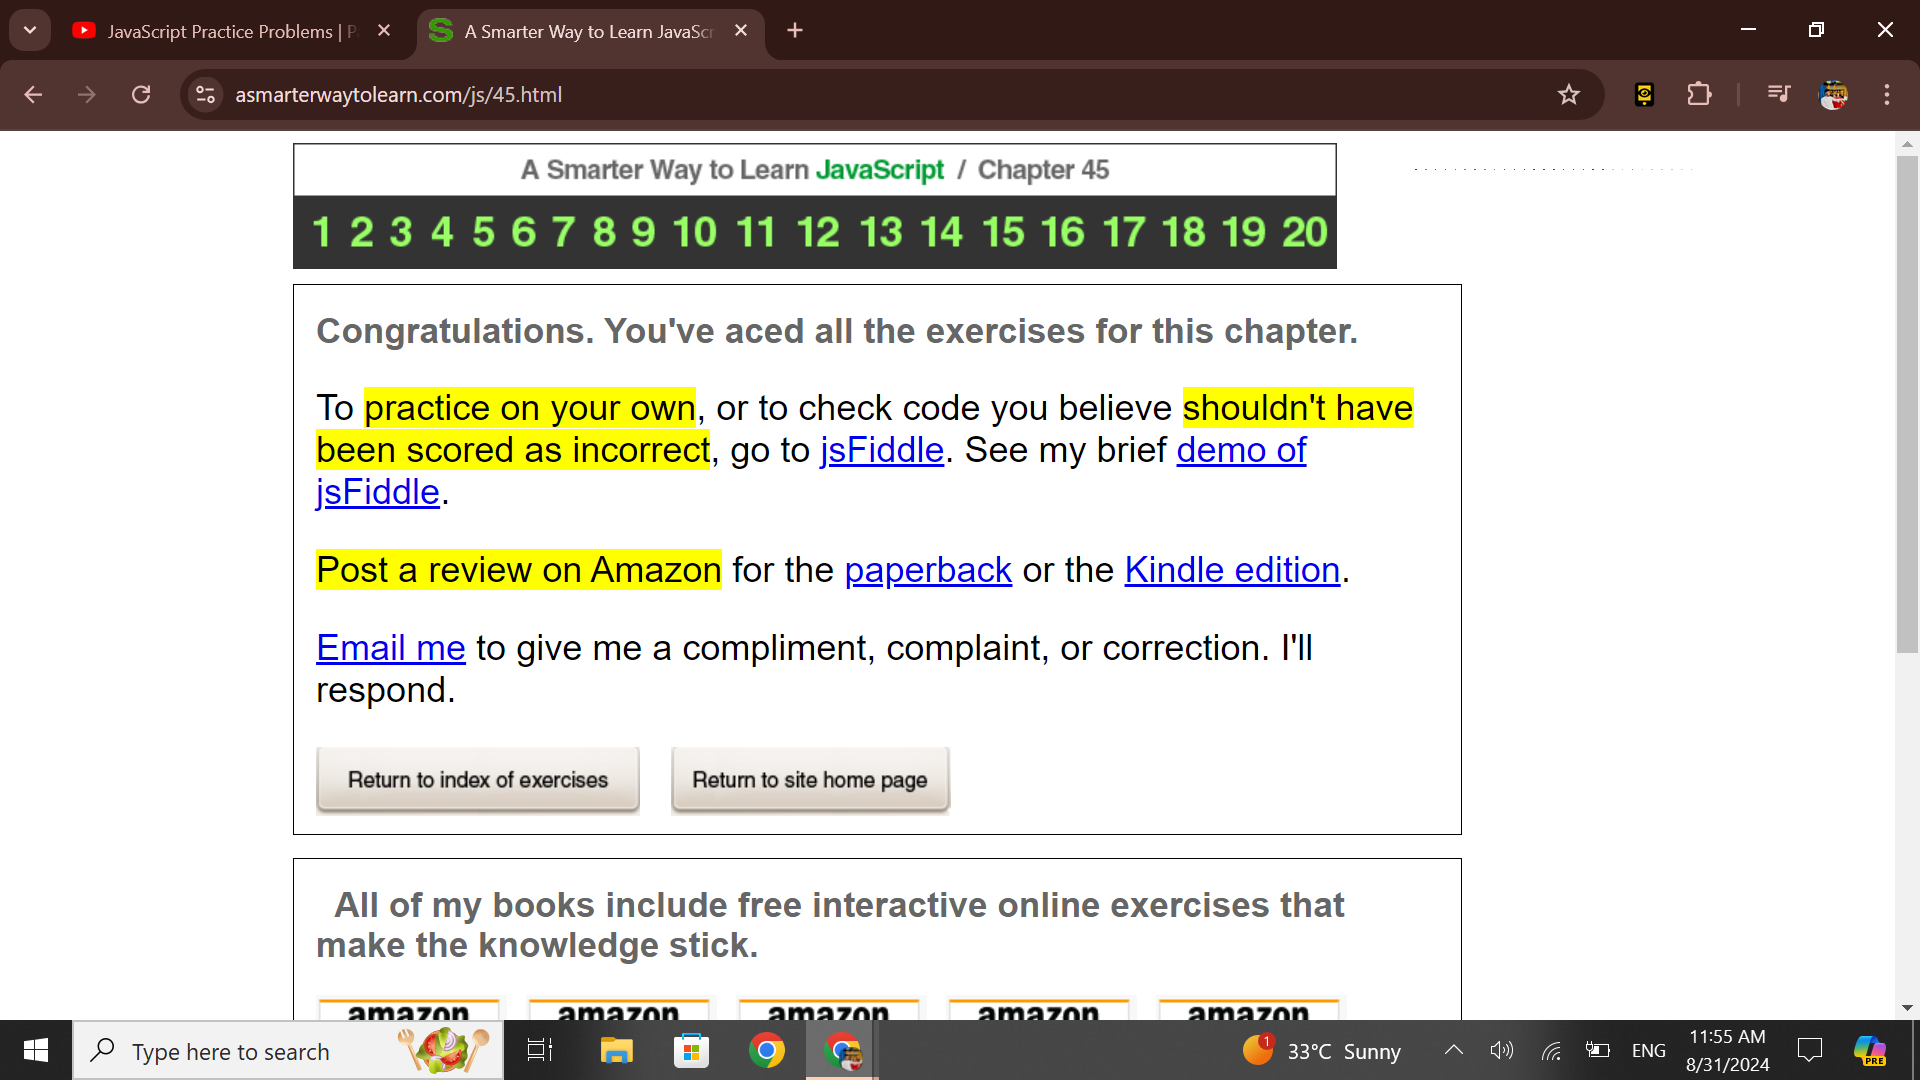 JavaScript Practice Problems | P
A Smarter Way to Learn JavaScr
asmarterwaytolearn.com/js/45.html
A Smarter Way to Learn JavaScript / Chapter 45
1 2 3 4 5 6 7 8 9 10 11 12 13 14 15 16 17 18 19 20
Congratulations. You've aced all the exercises for this chapter.
To practice on your own, or to check code you believe shouldn't have
been scored as incorrect, go to jsFiddle. See my brief demo of
jsFiddle.
Post a review on Amazon for the paperback or the Kindle edition.
Email me to give me a compliment, complaint, or correction. I'll
respond.
Return to index of exercises
Return to site home page
All of my books include free interactive online exercises that
make the knowledge stick.
amazon amazon amazon amazon amazon
Type here to search
1
33°C Sunny
ENG
11:55 AM
8/31/2024
PRE